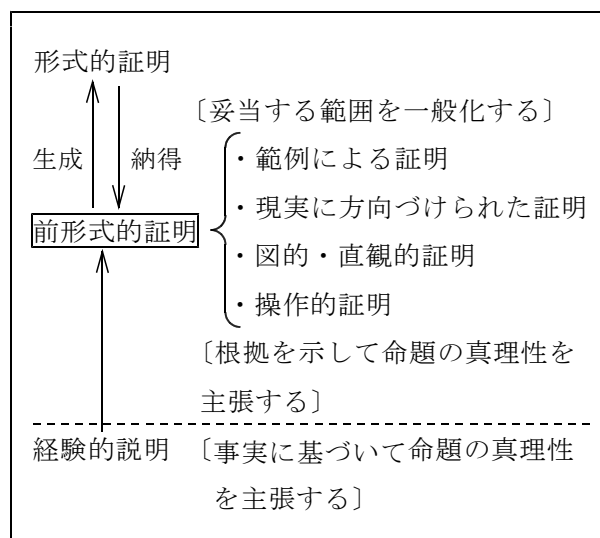 形式的証明
〔妥当する範囲を一般化する〕
生成 納得
・範例による証明
・現実に方向づけられた証明
前形式的証明
・図的・直観的証明
・操作的証明
〔根拠を示して命題の真理性を
主張する〕
経験的説明 〔事実に基づいて命題の真理性
を主張する〕